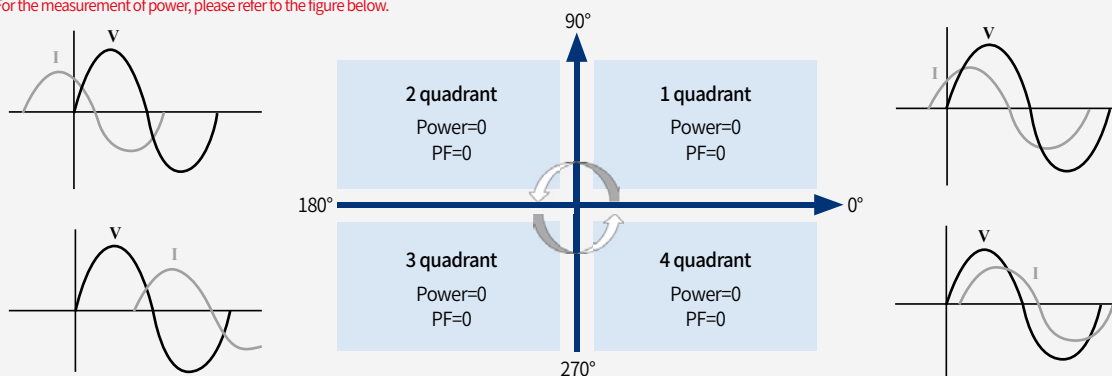 For the measurement of power, please refer to the figure below.
90°
V
I
2 quadrant
Power=0
PF=0
1 quadrant
Power=0
PF=0
V
I
180°
0°
V
I
3 quadrant
Power=0
PF=0
4 quadrant
Power=0
PF=0
V
I
270°